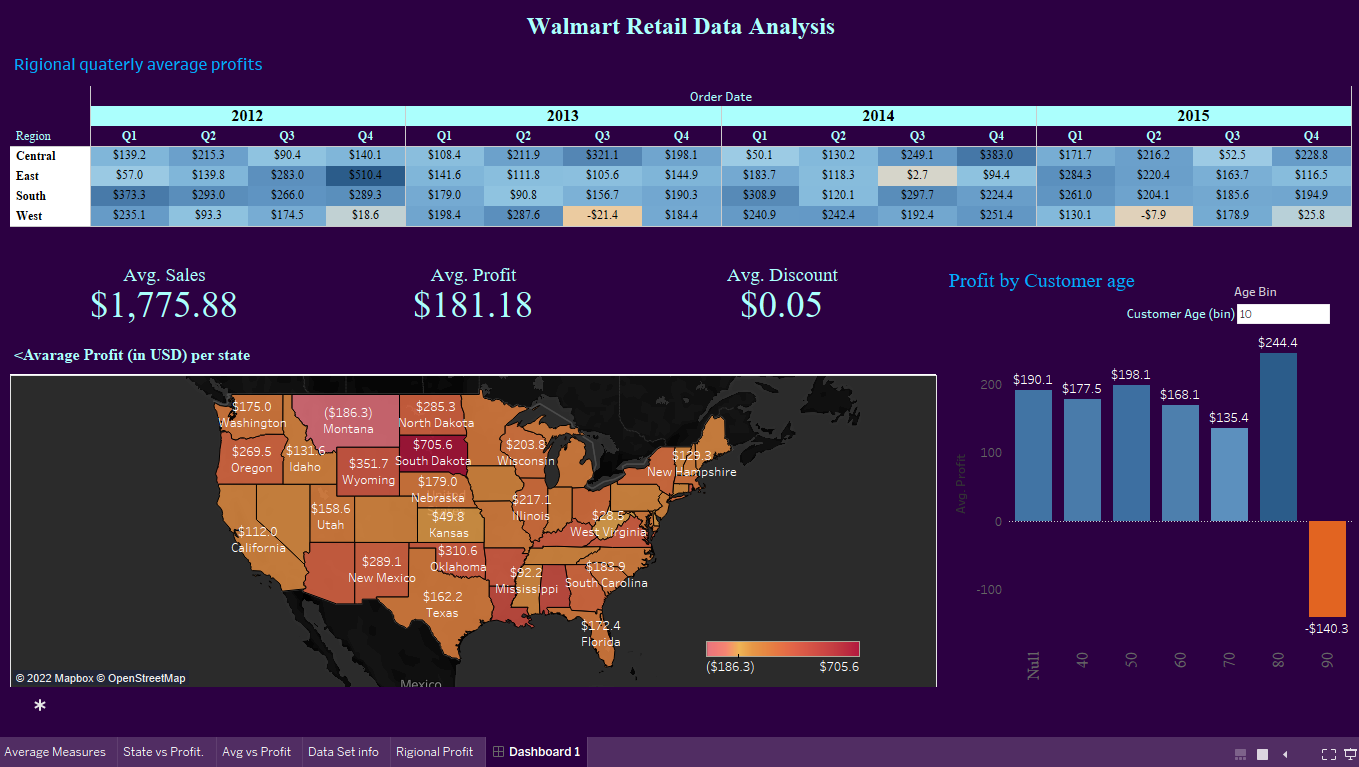 Walmart Retail Data Analysis
Rigional quaterly average profits
Order Date
2012 2013 2014 2015
Region Q1 Q2 Q3 Q4 Q1 Q2 Q3 Q4 Q1 Q2 Q3 Q4 Q1 Q2 Q3 Q4
Central $139.2 $215.3 $90.4 $140.1 $108.4 $211.9 $321.1 $198.1 $50.1 $130.2 $249.1 $383.0 $171.7 $216.2 $52.5 $228.8
East $57.0 $139.8 $283.0 $510.4 $141.6 $111.8 $105.6 $144.9 $183.7 $118.3 $2.7 $94.4 $284.3 $220.4 $163.7 $116.5
South $373.3 $293.0 $266.0 $289.3 $179.0 $90.8 $156.7 $190.3 $308.9 $120.1 $297.7 $224.4 $261.0 $204.1 $185.6 $194.9
West $235.1 $93.3 $174.5 $18.6 $198.4 $287.6 -$21.4 $184.4 $240.9 $242.4 $192.4 $251.4 $130.1 -$7.9 $178.9 $25.8
Avg. Sales
$1,775.88
Avg. Profit
$181.18
Avg. Discount
$0.05
<Avarage Profit (in USD) per state
$175.0
Washington
($186.3)
Montana
$285.3
North Dakota
$269.5
Oregon
$131.6
Idaho
$351.7
Wyoming
$705.6
South Dakota
$203.8
Wisconsin
$129.3
New Hampshire
$179.0
Nebraska
$158.6
Utah
$49.8
Kansas
$217.1
Illinois
$28.5
West Virginia
$112.0
California
$289.1
New Mexico
$310.6
Oklahoma
$92.2
Mississippi
$183.9
South Carolina
$162.2
Texas
$172.4
Florida
Mexico
($186.3) $705.6
© 2022 Mapbox © OpenStreetMap
Profit by Customer age
Age Bin
Customer Age (bin) 10
Avg. Profit
200
100
0
-100
$190.1
$177.5
$198.1
$168.1
$135.4
$244.4
-$140.3
Null 40 50 60 70 80 90
*
Average Measures State vs Profit. Avg vs Profit Data Set info Rigional Profit Dashboard 1